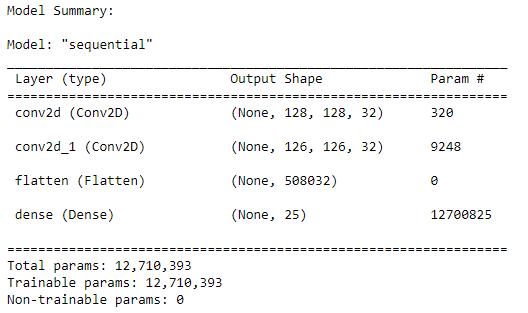 Model Summary:
Model: "sequential"
_________________________________________________________________
Layer (type) Output Shape Param #
=================================================================
conv2d (Conv2D) (None, 128, 128, 32) 320
conv2d_1 (Conv2D) (None, 126, 126, 32) 9248
flatten (Flatten) (None, 508032) 0
dense (Dense) (None, 25) 12700825
=================================================================
Total params: 12,710,393
Trainable params: 12,710,393
Non-trainable params: 0